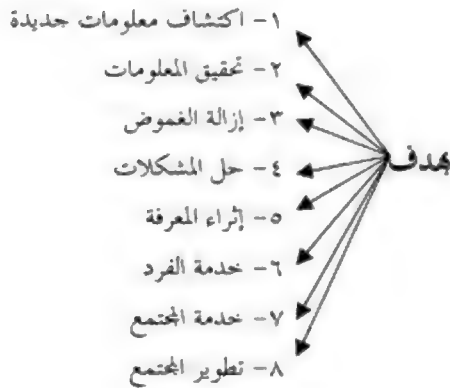 بهدف
١- اكتشاف معلومات جديدة
٢- تحقيق المعلومات
٣- إزالة الغموض
٤- حل المشكلات
٥- إثراء المعرفة
٦- خدمة الفرد
٧- خدمة المجتمع
٨- تطوير المجتمع